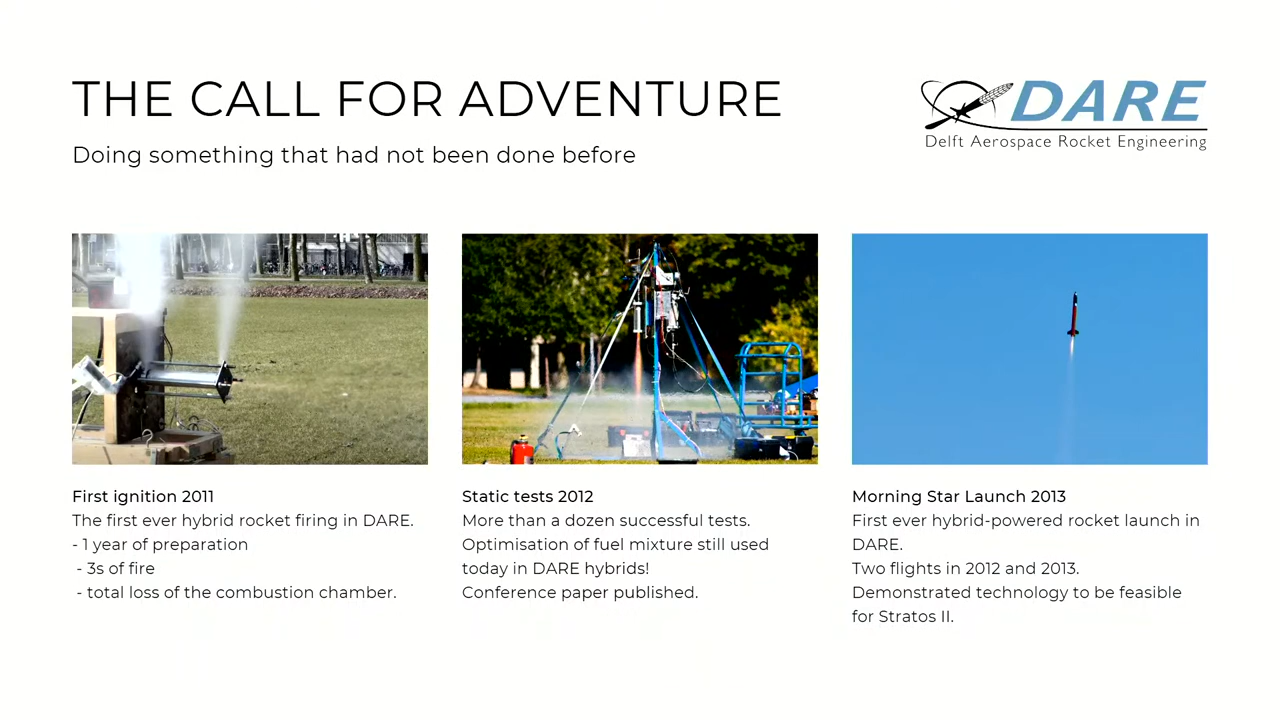 THE CALL FOR ADVENTURE
Doing something that had not been done before
DARE
Delft Aerospace Rocket Engineering
First ignition 2011
The first ever hybrid rocket firing in DARE.
- 1 year of preparation
- 3s of fire
- total loss of the combustion chamber.
Static tests 2012
More than a dozen successful tests.
Optimisation of fuel mixture still used
today in DARE hybrids!
Conference paper published.
Morning Star Launch 2013
First ever hybrid-powered rocket launch in
DARE.
Two flights in 2012 and 2013.
Demonstrated technology to be feasible
for Stratos II.